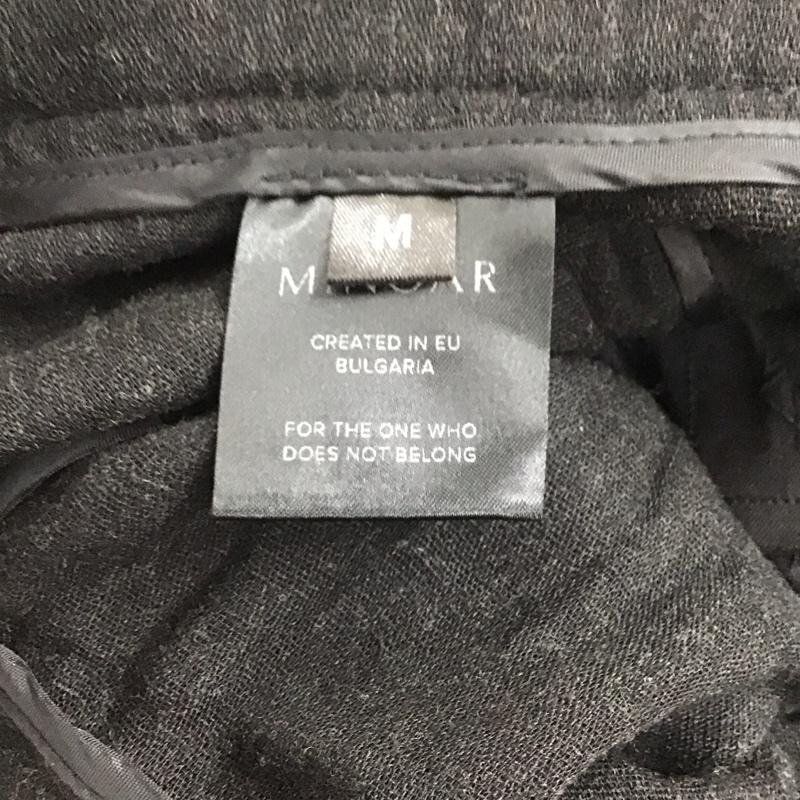 M
CREATED IN EU
BULGARIA
FOR THE ONE WHO
DOES NOT BELONG